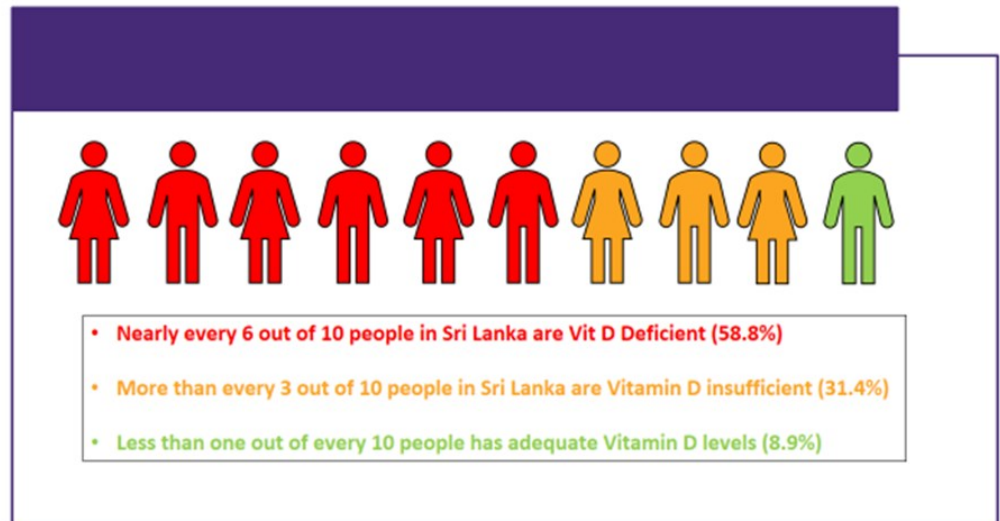 • Nearly every 6 out of 10 people in Sri Lanka are Vit D Deficient (58.8%)
• More than every 3 out of 10 people in Sri Lanka are Vitamin D insufficient (31.4%)
• Less than one out of every 10 people has adequate Vitamin D levels (8.9%)